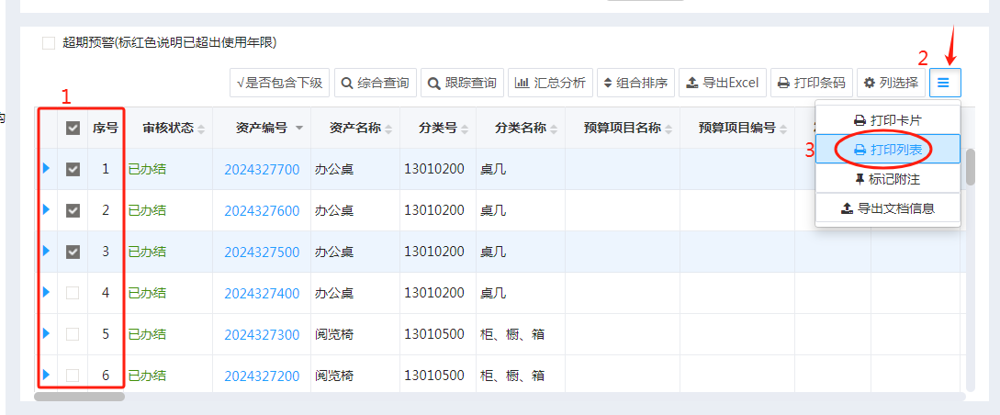 超期预警(标红色说明已超出使用年限)
2
√是否包含下级 综合查询 跟踪查询 汇总分析 组合排序 导出Excel 打印条码 列选择
1
序号 审核状态 资产编号 资产名称 分类号 分类名称 预算项目名称 预算项目编号
打印卡片
3 打印列表
标记附注
导出文档信息
1 已办结 2024327700 办公桌 13010200 桌几
2 已办结 2024327600 办公桌 13010200 桌几
3 已办结 2024327500 办公桌 13010200 桌几
4 已办结 2024327400 办公桌 13010200 桌几
5 已办结 2024327300 阅览椅 13010500 柜、橱、箱
6 已办结 2024327200 阅览椅 13010500 柜、橱、箱